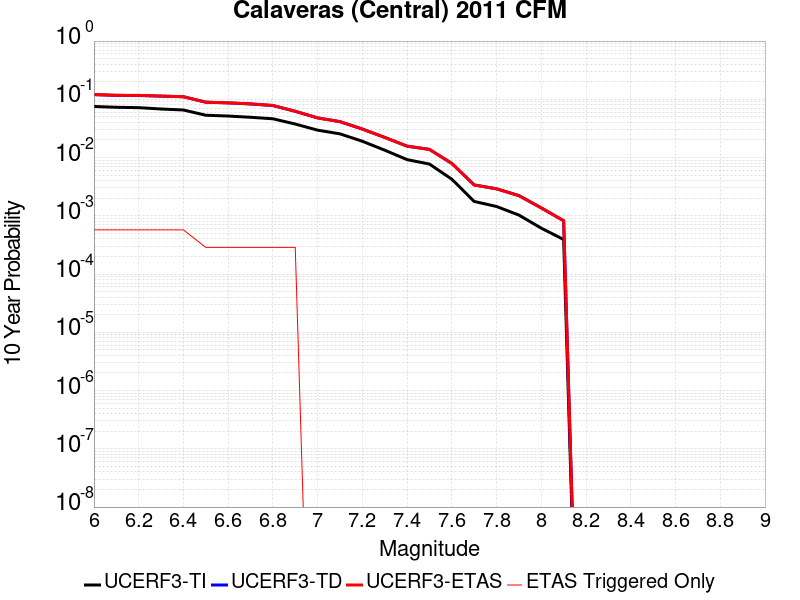 Calaveras (Central) 2011 CFM
10^0
10^-1
10^-2
10^-3
10^-4
10^-5
10^-6
10^-7
10^-8
10 Year Probability
6 6.2 6.4 6.6 6.8 7 7.2 7.4 7.6 7.8 8 8.2 8.4 8.6 8.8 9
Magnitude
UCERF3-TI UCERF3-TD UCERF3-ETAS ETAS Triggered Only